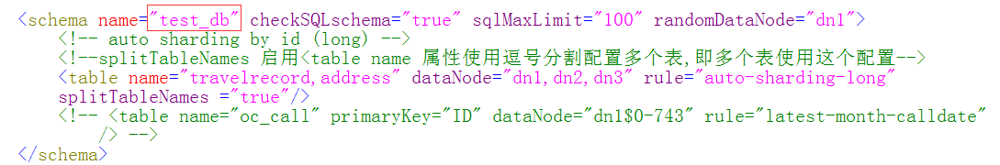 <schema name="test_db" checkSQLschema="true" sqlMaxLimit="100" randomDataNode="dn1">
<!-- auto sharding by id (long) -->
<!--splitTableNames 启用<table name 属性使用逗号分割配置多个表,即多个表使用这个配置-->
<table name="travelrecord,address" dataNode="dn1,dn2,dn3" rule="auto-sharding-long"
splitTableNames ="true"/>
<!-- <table name="oc_call" primaryKey="ID" dataNode="dn1$0-743" rule="latest-month-calldate"
/> -->
</schema>